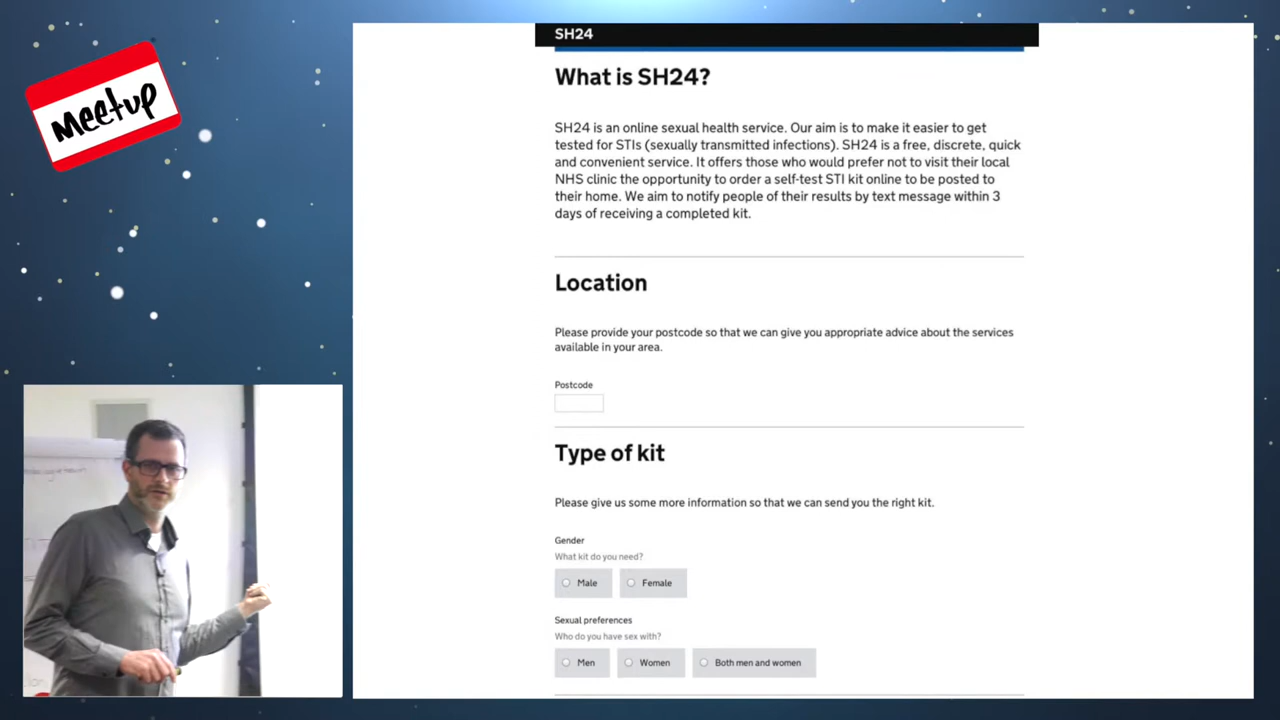 meetup
SH24
What is SH24?
SH24 is an online sexual health service. Our aim is to make it easier to get
tested for STIs (sexually transmitted infections). SH24 is a free, discrete, quick
and convenient service. It offers those who would prefer not to visit their local
NHS clinic the opportunity to order a self-test STI kit online to be posted to
their home. We aim to notify people of their results by text message within 3
days of receiving a completed kit.
Location
Please provide your postcode so that we can give you appropriate advice about the services
available in your area.
Postcode
Type of kit
Please give us some more information so that we can send you the right kit.
Gender
What kit do you need?
Male Female
Sexual preferences
Who do you have sex with?
Men Women Both men and women